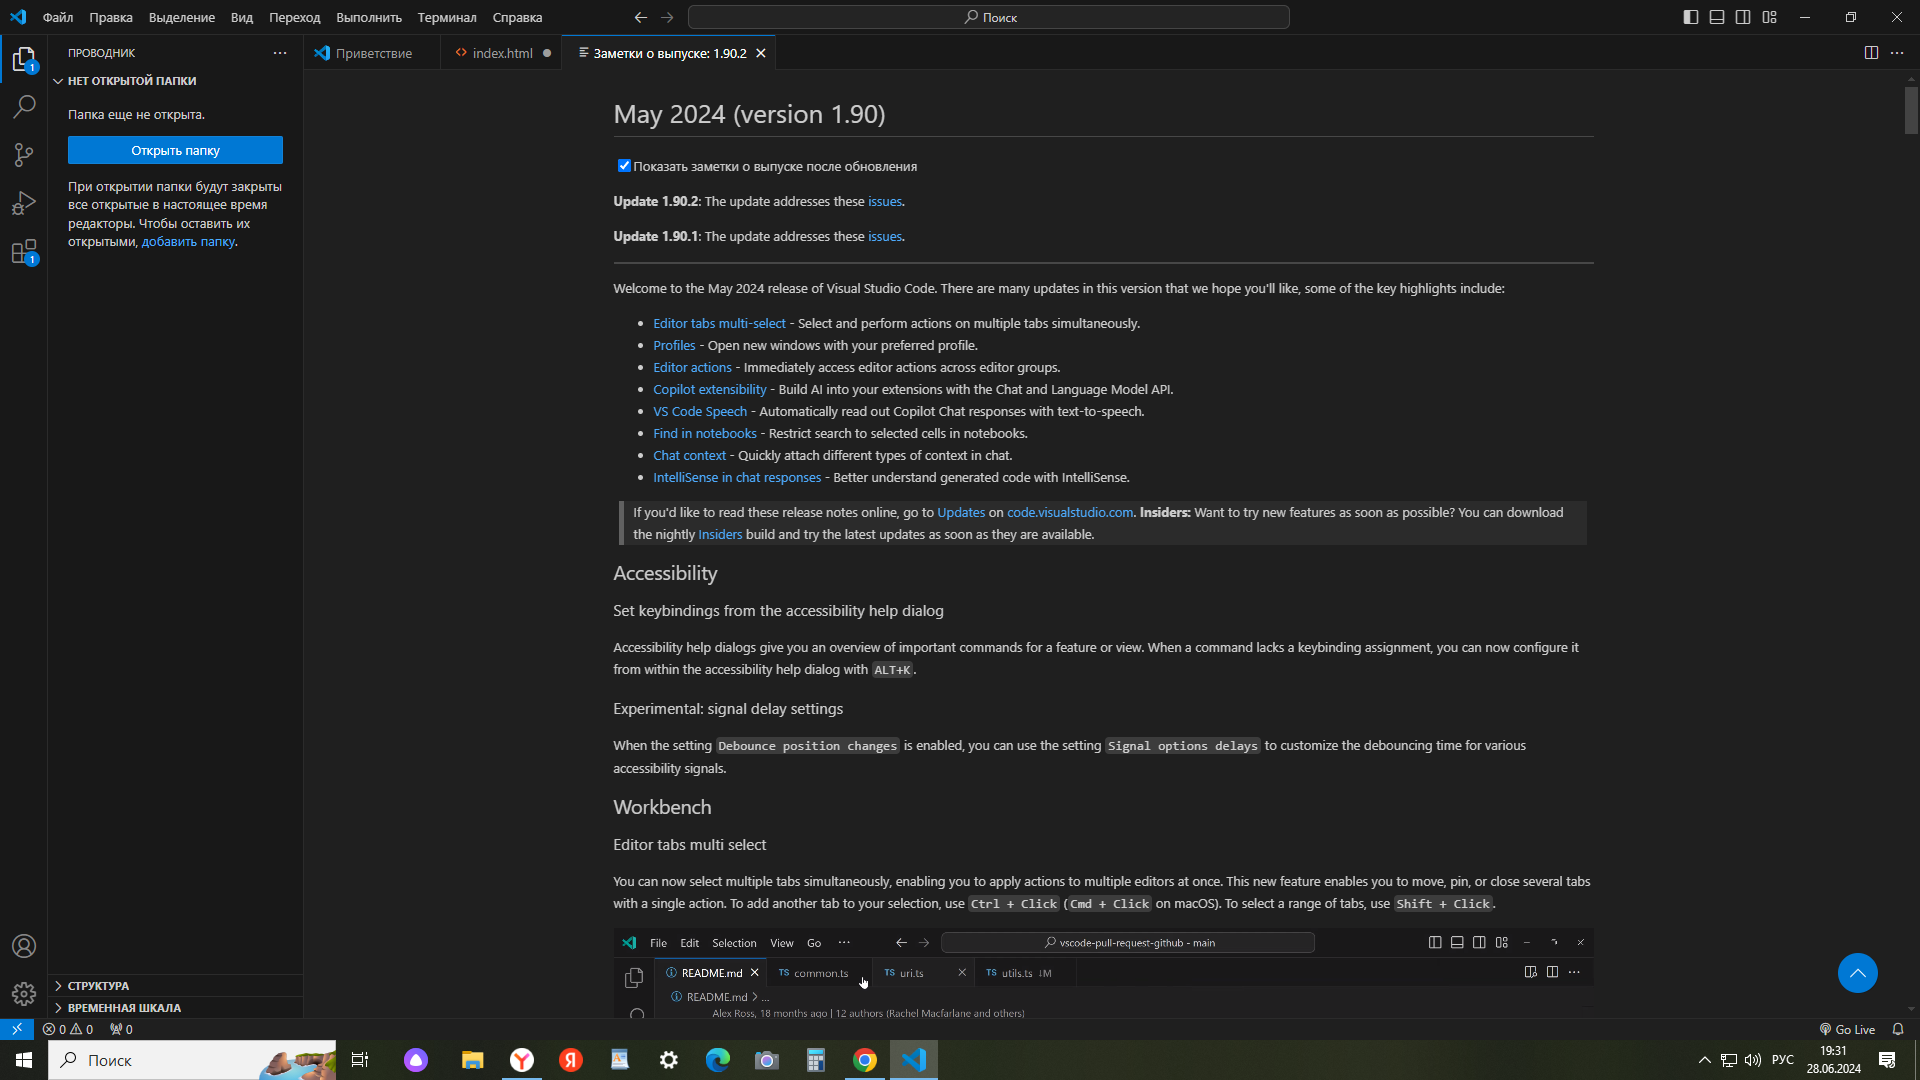 Файл Правка Выделение Вид Переход Выполнить Терминал Справка
Поиск
ПРОВОДНИК
Приветствие
index.html
Заметки о выпуске: 1.90.2
НЕТ ОТКРЫТОЙ ПАПКИ
Папка еще не открыта.
Открыть папку
При открытии папки будут закрыты
все открытые в настоящее время
редакторы. Чтобы оставить их
открытыми, добавить папку.
1
1
СТРУКТУРА
ВРЕМЕННАЯ ШКАЛА
May 2024 (version 1.90)
Показать заметки о выпуске после обновления
Update 1.90.2: The update addresses these issues.
Update 1.90.1: The update addresses these issues.
Welcome to the May 2024 release of Visual Studio Code. There are many updates in this version that we hope you'll like, some of the key highlights include:
• Editor tabs multi-select - Select and perform actions on multiple tabs simultaneously.
• Profiles - Open new windows with your preferred profile.
• Editor actions - Immediately access editor actions across editor groups.
• Copilot extensibility - Build AI into your extensions with the Chat and Language Model API.
• VS Code Speech - Automatically read out Copilot Chat responses with text-to-speech.
• Find in notebooks - Restrict search to selected cells in notebooks.
• Chat context - Quickly attach different types of context in chat.
• IntelliSense in chat responses - Better understand generated code with IntelliSense.
If you'd like to read these release notes online, go to Updates on code.visualstudio.com. Insiders: Want to try new features as soon as possible? You can download
the nightly Insiders build and try the latest updates as soon as they are available.
Accessibility
Set keybindings from the accessibility help dialog
Accessibility help dialogs give you an overview of important commands for a feature or view. When a command lacks a keybinding assignment, you can now configure it
from within the accessibility help dialog with ALT+K.
Experimental: signal delay settings
When the setting Debounce position changes is enabled, you can use the setting Signal options delays to customize the debouncing time for various
accessibility signals.
Workbench
Editor tabs multi select
You can now select multiple tabs simultaneously, enabling you to apply actions to multiple editors at once. This new feature enables you to move, pin, or close several tabs
with a single action. To add another tab to your selection, use Ctrl + Click (Cmd + Click on macOS). To select a range of tabs, use Shift + Click.
File Edit Selection View Go ··· vscode-pull-request-github - main
README.md TS common.ts TS uri.ts TS utils.ts ↓M
README.md > ...
Alex Ross, 18 months ago | 12 authors (Rachel Macfarlane and others)
0 0 0
Go Live
Поиск
РУС
19:31
28.06.2024